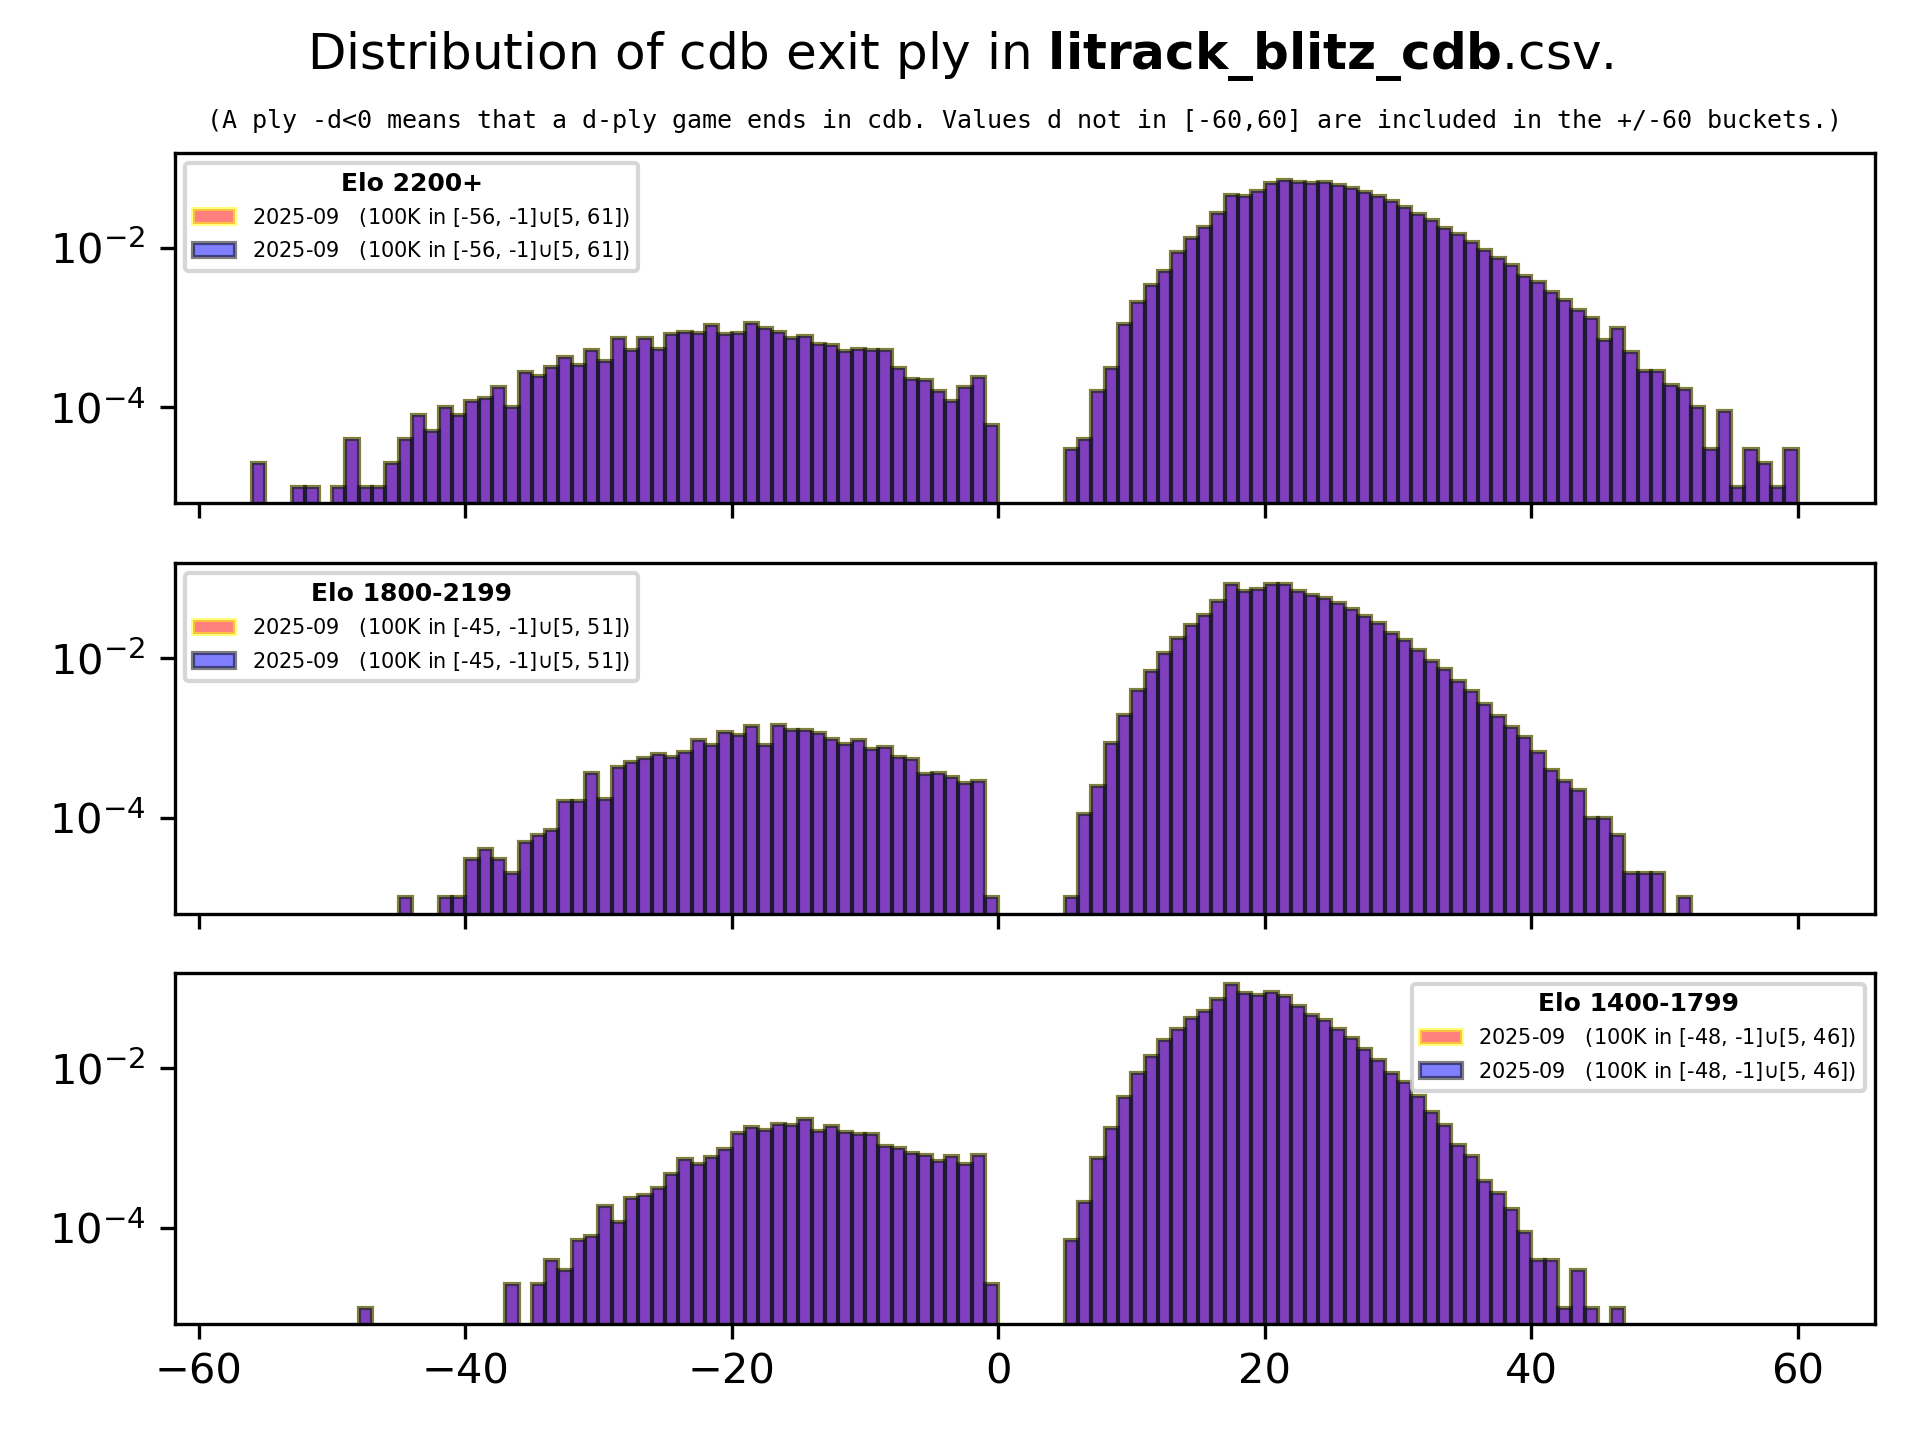 Distribution of cdb exit ply in litrack_blitz_cdb.csv.
(A ply -d<0 means that a d-ply game ends in cdb. Values d not in [-60,60] are included in the +/-60 buckets.)
Elo 2200+
2025-09 (100K in [-56, -1]∪[5, 61])
2025-09 (100K in [-56, -1]∪[5, 61])
10⁻²
10⁻⁴
Elo 1800-2199
2025-09 (100K in [-45, -1]∪[5, 51])
2025-09 (100K in [-45, -1]∪[5, 51])
10⁻²
10⁻⁴
Elo 1400-1799
2025-09 (100K in [-48, -1]∪[5, 46])
2025-09 (100K in [-48, -1]∪[5, 46])
10⁻²
10⁻⁴
−60 −40 −20 0 20 40 60